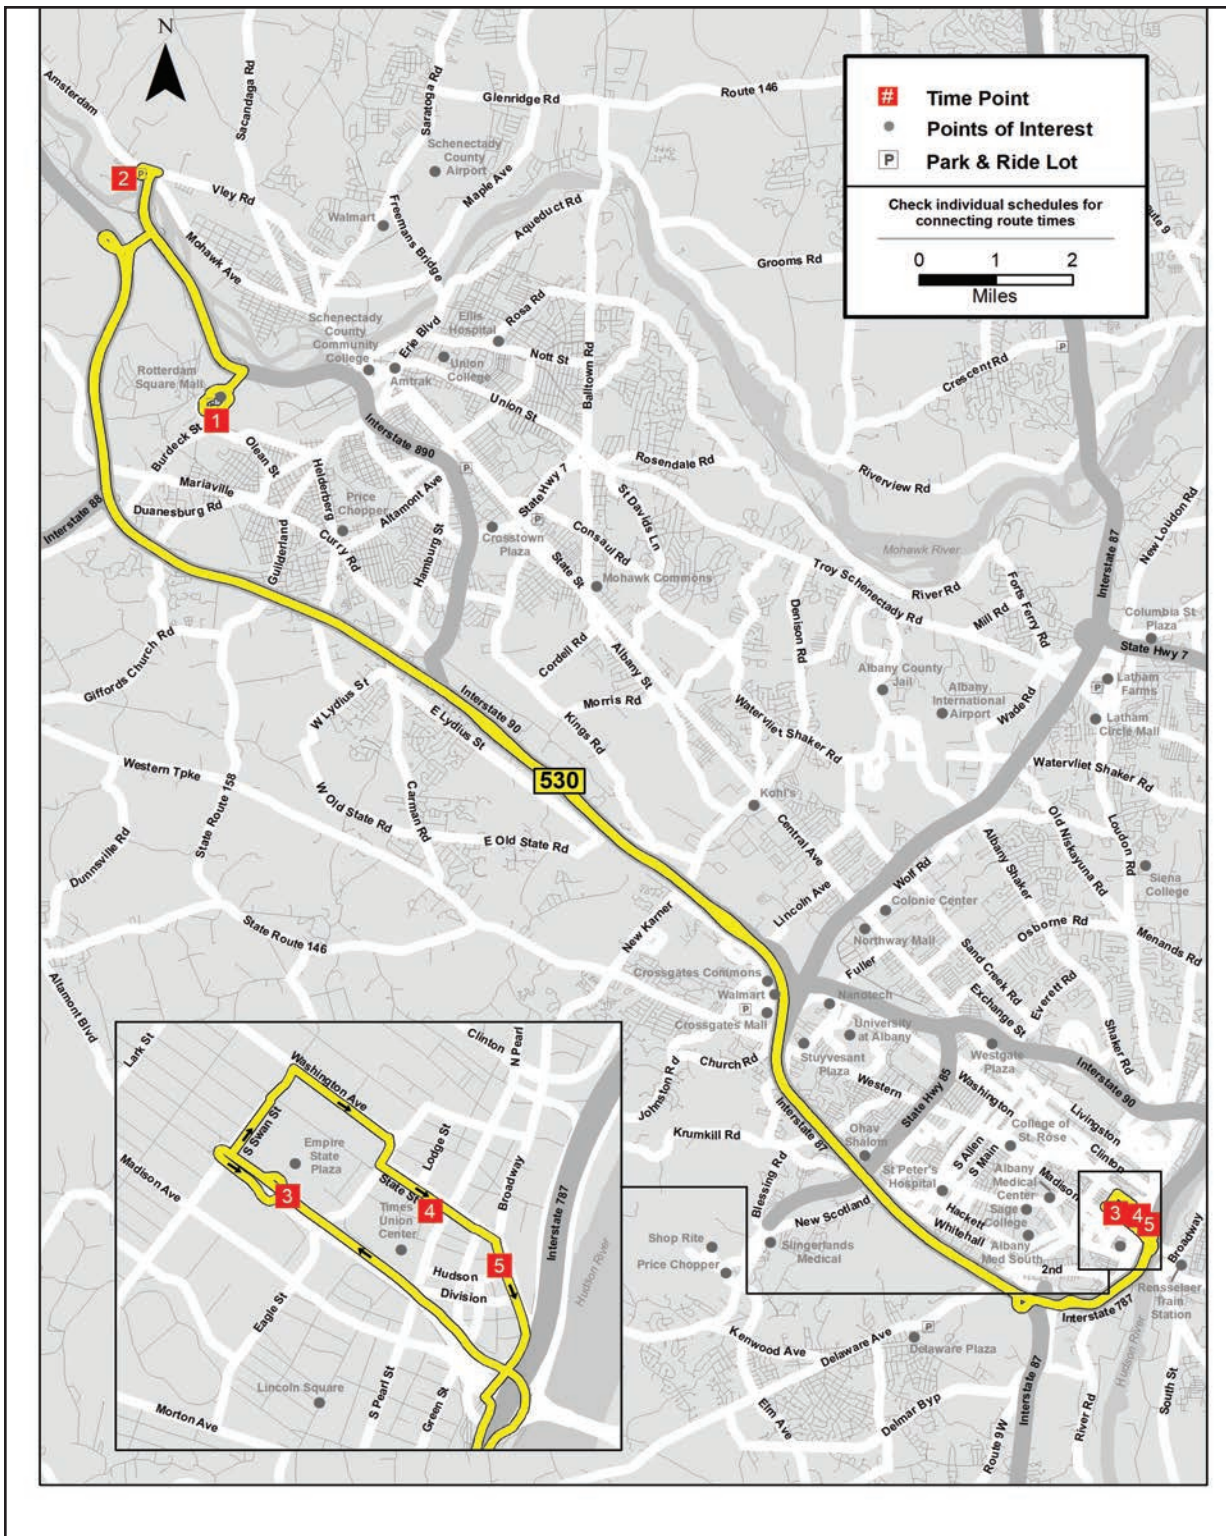 N
Amsterdam
Sacandaga Rd
Saratoga Rd
Glenridge Rd
Route 146
# Time Point
Points of Interest
P Park & Ride Lot
Check individual schedules for
connecting route times
0 1 2
Miles
Schenectady
County
Airport
Maple Ave
2
P
Vley Rd
Walmart
Freemans Bridge
Aqueduct Rd
Mohawk Ave
Grooms Rd
Schenectady
County
Community
College
Erie Blvd
Ellis
Hospital
Rosa Rd
Nott St
Union
College
Amtrak
Balltown Rd
Crescent Rd
P
Rotterdam
Square Mall
1
Union St
Burdeck St
Olean St
Interstate 890
P
Rosendale Rd
Riverview Rd
Mariaville
Helderberg
Price
Chopper
Altamont Ave
State Hwy 7
St Davids Ln
New Loudon Rd
Interstate 88
Duanesburg Rd
Curry Rd
Hamburg St
Crosstown
Plaza
P
Consaul Rd
Mohawk River
Interstate 87
Guilderland
State St
Mohawk Commons
Troy Schenectady Rd
River Rd
Mill Rd
Forts Ferry Rd
Denison Rd
Columbia St
Plaza
State Hwy 7
Giffords Church Rd
Cordell Rd
Albany St
Albany County
Jail
Albany
International
Airport
Wade Rd
P
Latham
Farms
Latham
Circle Mall
W Lydius St
E Lydius St
Interstate 90
Morris Rd
Kings Rd
Watervliet Shaker Rd
Watervliet Shaker Rd
Western Tpke
State Route 158
530
Kohl's
W Old State Rd
Carman Rd
E Old State Rd
Central Ave
Albany Shaker
Old Niskayuna Rd
Loudon Rd
Dunnsville Rd
Wolf Rd
Siena
College
Lincoln Ave
Colonie Center
State Route 146
New Karner
Northway Mall
Osborne Rd
Menands Rd
Fuller
Sand Creek Rd
Altamont Blvd
Crossgates Commons
Walmart
P
Crossgates Mall
Nanotech
University
at Albany
Exchange St
Everett Rd
Shaker Rd
Church Rd
Stuyvesant
Plaza
Westgate
Plaza
Interstate 90
Johnston Rd
Western
State Hwy 85
Washington
Livingston
Interstate 87
Krumkill Rd
Ohav
Shalom
College of
St. Rose
Clinton
St Peter's
Hospital
S Allen
S Main
Albany
Medical
Center
Madison
Blessing Rd
New Scotland
Hackett
Whitehall
Sage
College
Albany
Med South
3
4
5
Broadway
Shop Rite
Price Chopper
Slingerlands
Medical
2nd
Interstate 787
Rensselaer
Train
Station
Kenwood Ave
Delaware Ave
P
Delaware Plaza
Hudson River
Elm Ave
Delmar Byp
Interstate 87
Route 9W
River Rd
South St
Lark St
Clinton
N Pearl
Washington Ave
S Swan St
Empire
State
Plaza
Lodge St
Madison Ave
3
State St
4
Broadway
Times
Union
Center
Interstate 787
5
Hudson
Division
Hudson River
Eagle St
Lincoln Square
S Pearl St
Green St
Morton Ave